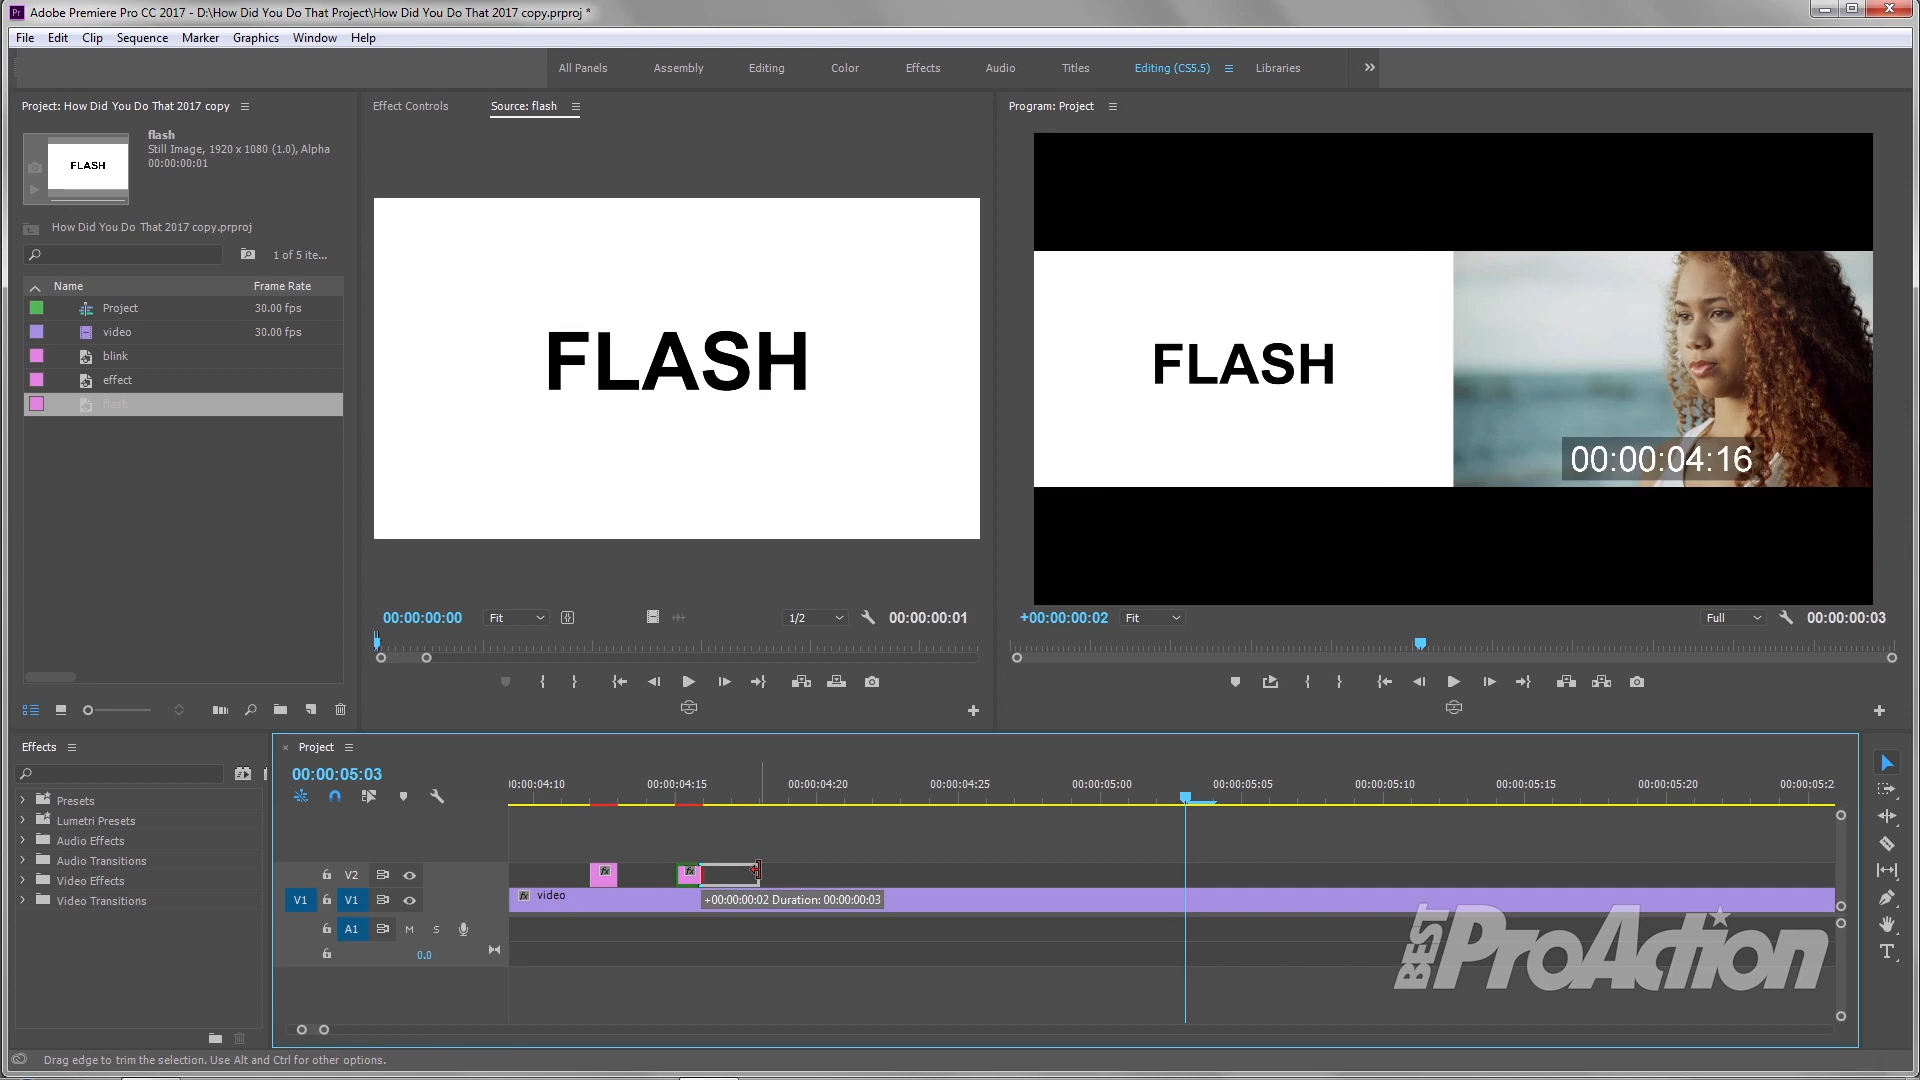 Adobe Premiere Pro CC 2017 - D:\How Did You Do That Project\How Did You Do That 2017 copy.prproj *
File Edit Clip Sequence Marker Graphics Window Help
All Panels Assembly Editing Color Effects Audio Titles Editing (CS5.5) Libraries
Project: How Did You Do That 2017 copy
Effect Controls Source: flash Program: Project
flash
Still Image, 1920 x 1080 (1.0), Alpha
00:00:00:01
FLASH
How Did You Do That 2017 copy.prproj
1 of 5 ite...
Name Frame Rate
Project 30.00 fps
video 30.00 fps
blink
effect
flash
FLASH
FLASH
00:00:04:16
00:00:00:00 Fit 1/2 00:00:00:01
+00:00:00:02 Fit Full 00:00:00:03
Effects
Presets
Lumetri Presets
Audio Effects
Audio Transitions
Video Effects
Video Transitions
Project
00:00:05:03
00:00:04:10 00:00:04:15 00:00:04:20 00:00:04:25 00:00:05:00 00:00:05:05 00:00:05:10 00:00:05:15 00:00:05:20 00:00:05:2
V2 fx fx
V1 V1 fx video
+00:00:00:02 Duration: 00:00:00:03
A1 M S
0.0
BEST ProAction
Drag edge to trim the selection. Use Alt and Ctrl for other options.